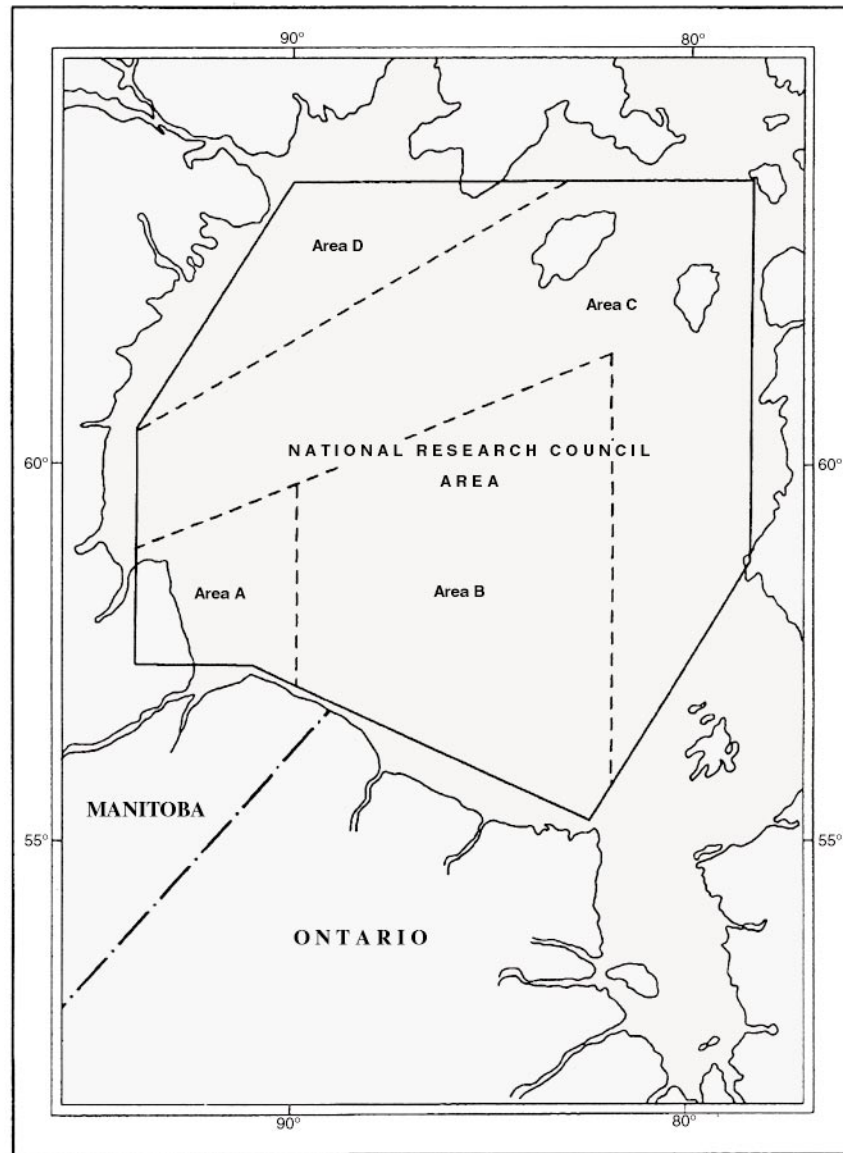 90°
80°
Area D
Area C
60°
NATIONAL RESEARCH COUNCIL
60°
AREA
Area A
Area B
MANITOBA
55°
55°
ONTARIO
90°
80°